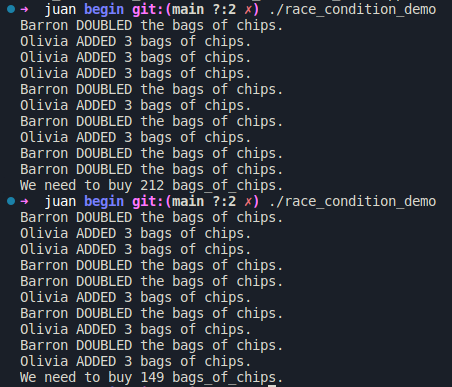 ➜ juan begin git:(main ?:2 ✗) ./race_condition_demo
Barron DOUBLED the bags of chips.
Olivia ADDED 3 bags of chips.
Olivia ADDED 3 bags of chips.
Olivia ADDED 3 bags of chips.
Barron DOUBLED the bags of chips.
Olivia ADDED 3 bags of chips.
Barron DOUBLED the bags of chips.
Olivia ADDED 3 bags of chips.
Barron DOUBLED the bags of chips.
Barron DOUBLED the bags of chips.
We need to buy 212 bags_of_chips.
➜ juan begin git:(main ?:2 ✗) ./race_condition_demo
Barron DOUBLED the bags of chips.
Olivia ADDED 3 bags of chips.
Olivia ADDED 3 bags of chips.
Barron DOUBLED the bags of chips.
Barron DOUBLED the bags of chips.
Olivia ADDED 3 bags of chips.
Barron DOUBLED the bags of chips.
Olivia ADDED 3 bags of chips.
Barron DOUBLED the bags of chips.
Olivia ADDED 3 bags of chips.
We need to buy 149 bags_of_chips.